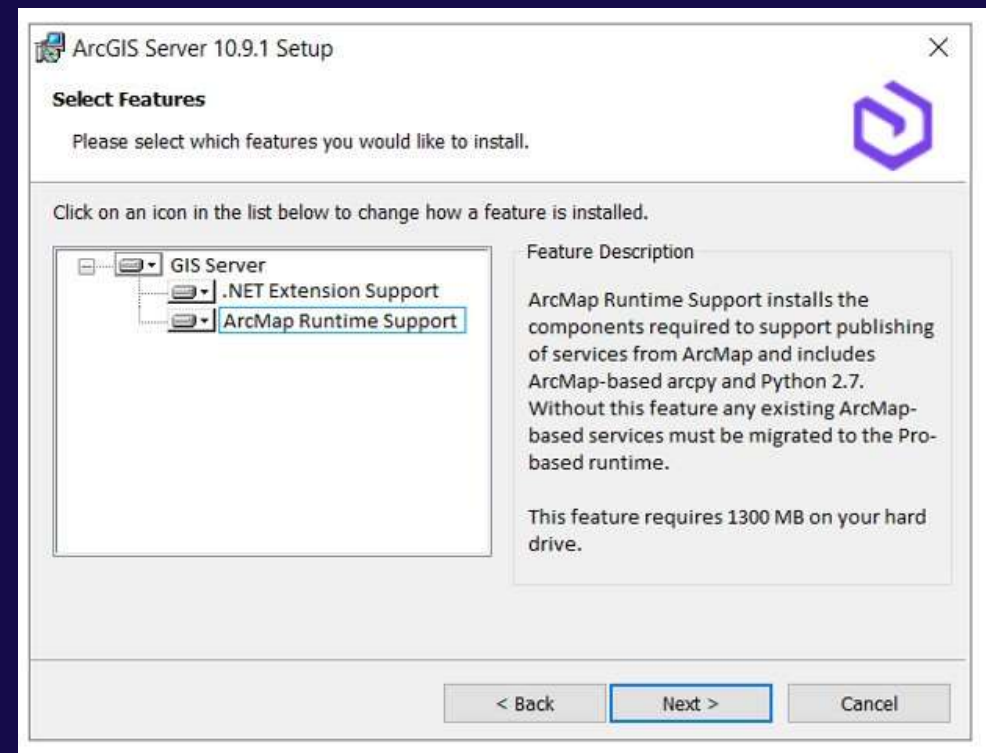 ArcGIS Server 10.9.1 Setup
Select Features
Please select which features you would like to install.
Click on an icon in the list below to change how a feature is installed.
GIS Server
.NET Extension Support
ArcMap Runtime Support
Feature Description
ArcMap Runtime Support installs the
components required to support publishing
of services from ArcMap and includes
ArcMap-based arcpy and Python 2.7.
Without this feature any existing ArcMap-
based services must be migrated to the Pro-
based runtime.
This feature requires 1300 MB on your hard
drive.
< Back
Next >
Cancel